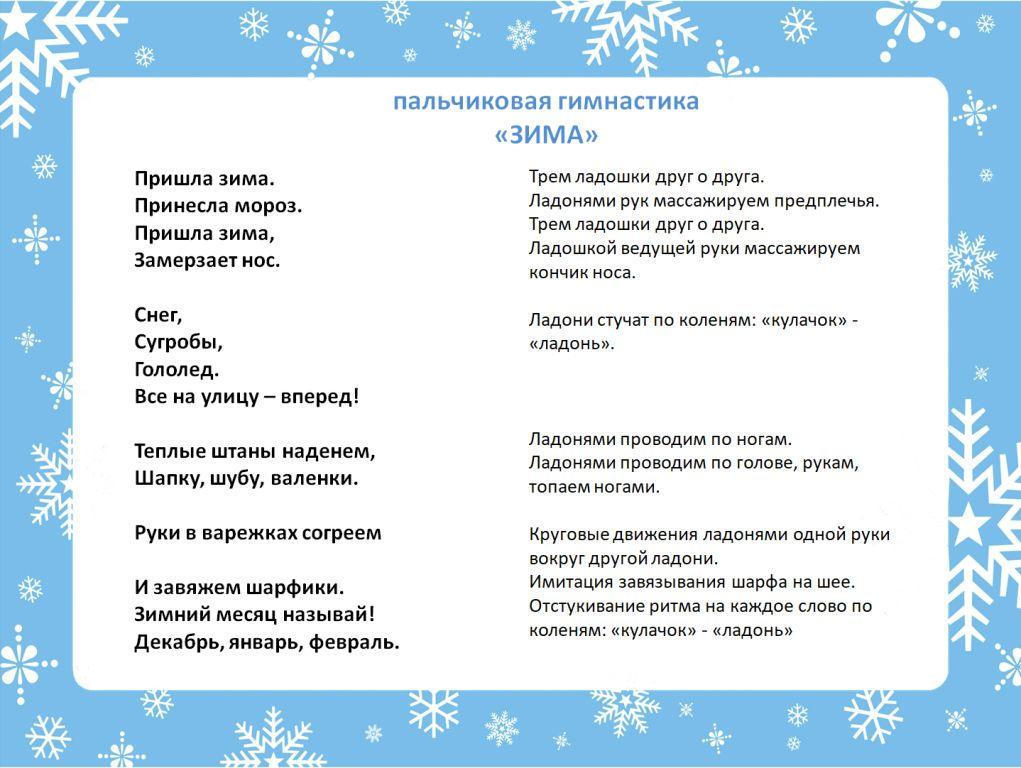 пальчиковая гимнастика
«ЗИМА»
Пришла зима.
Принесла мороз.
Пришла зима,
Замерзает нос.
Снег,
Сугробы,
Гололед.
Все на улицу – вперед!
Теплые штаны наденем,
Шапку, шубу, валенки.
Руки в варежках согреем
И завяжем шарфики.
Зимний месяц называй!
Декабрь, январь, февраль.
Трем ладошки друг о друга.
Ладонями рук массажируем предплечья.
Трем ладошки друг о друга.
Ладошкой ведущей руки массажируем
кончик носа.
Ладони стучат по коленям: «кулачок» -
«ладонь».
Ладонями проводим по ногам.
Ладонями проводим по голове, рукам,
топаем ногами.
Круговые движения ладонями одной руки
вокруг другой ладони.
Имитация завязывания шарфа на шее.
Отстукивание ритма на каждое слово по
коленям: «кулачок» - «ладонь»